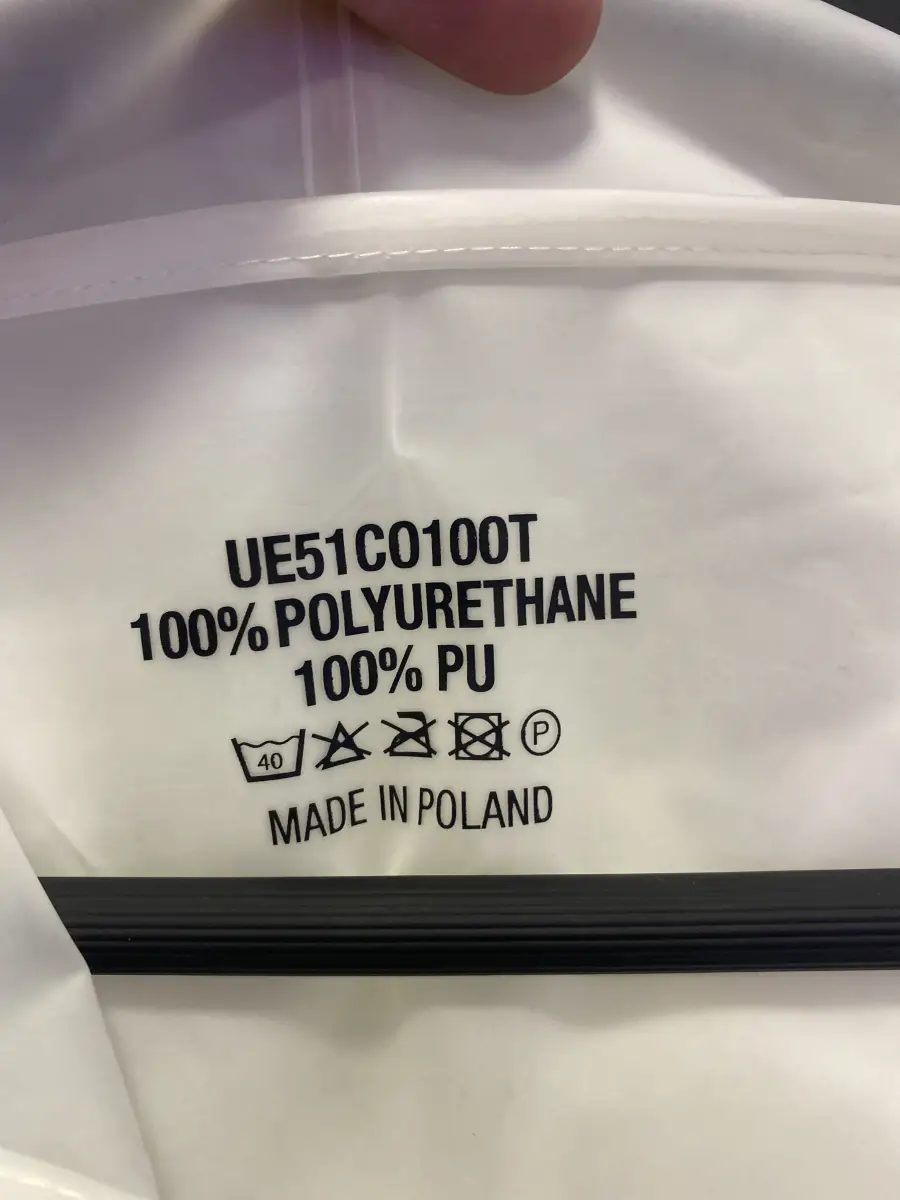 UE51C0100T
100% POLYURETHANE
100% PU
40 P
MADE IN POLAND